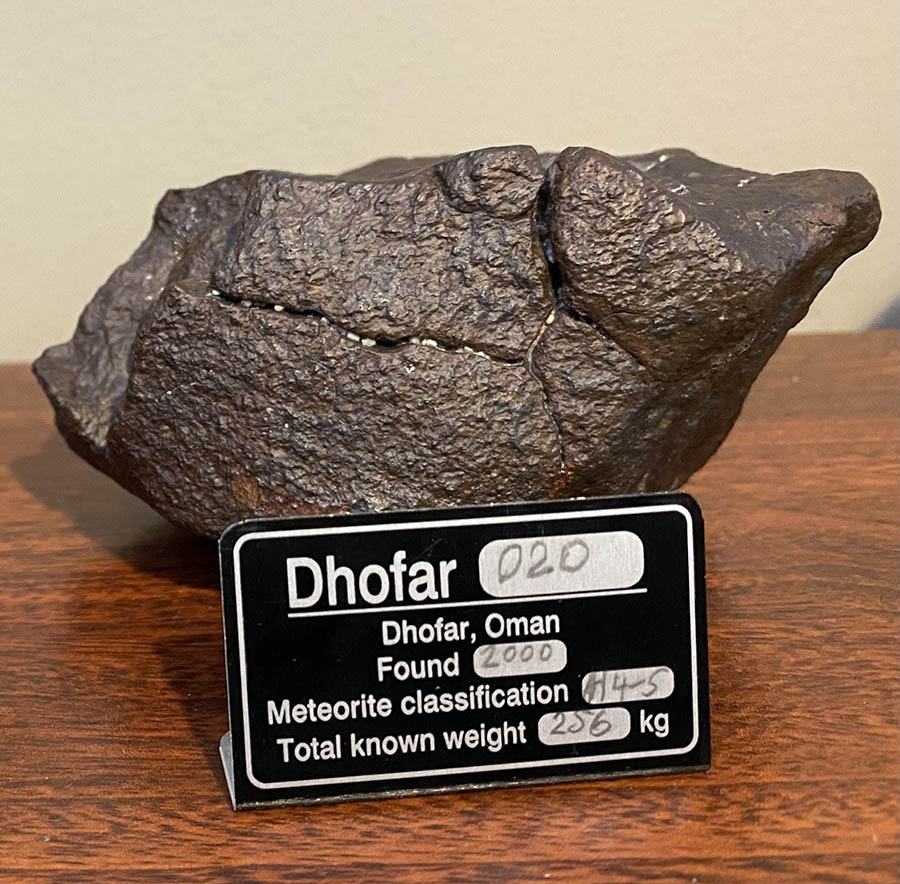 Dhofar 020
Dhofar, Oman
Found 2000
Meteorite classification H4-5
Total known weight 256 kg